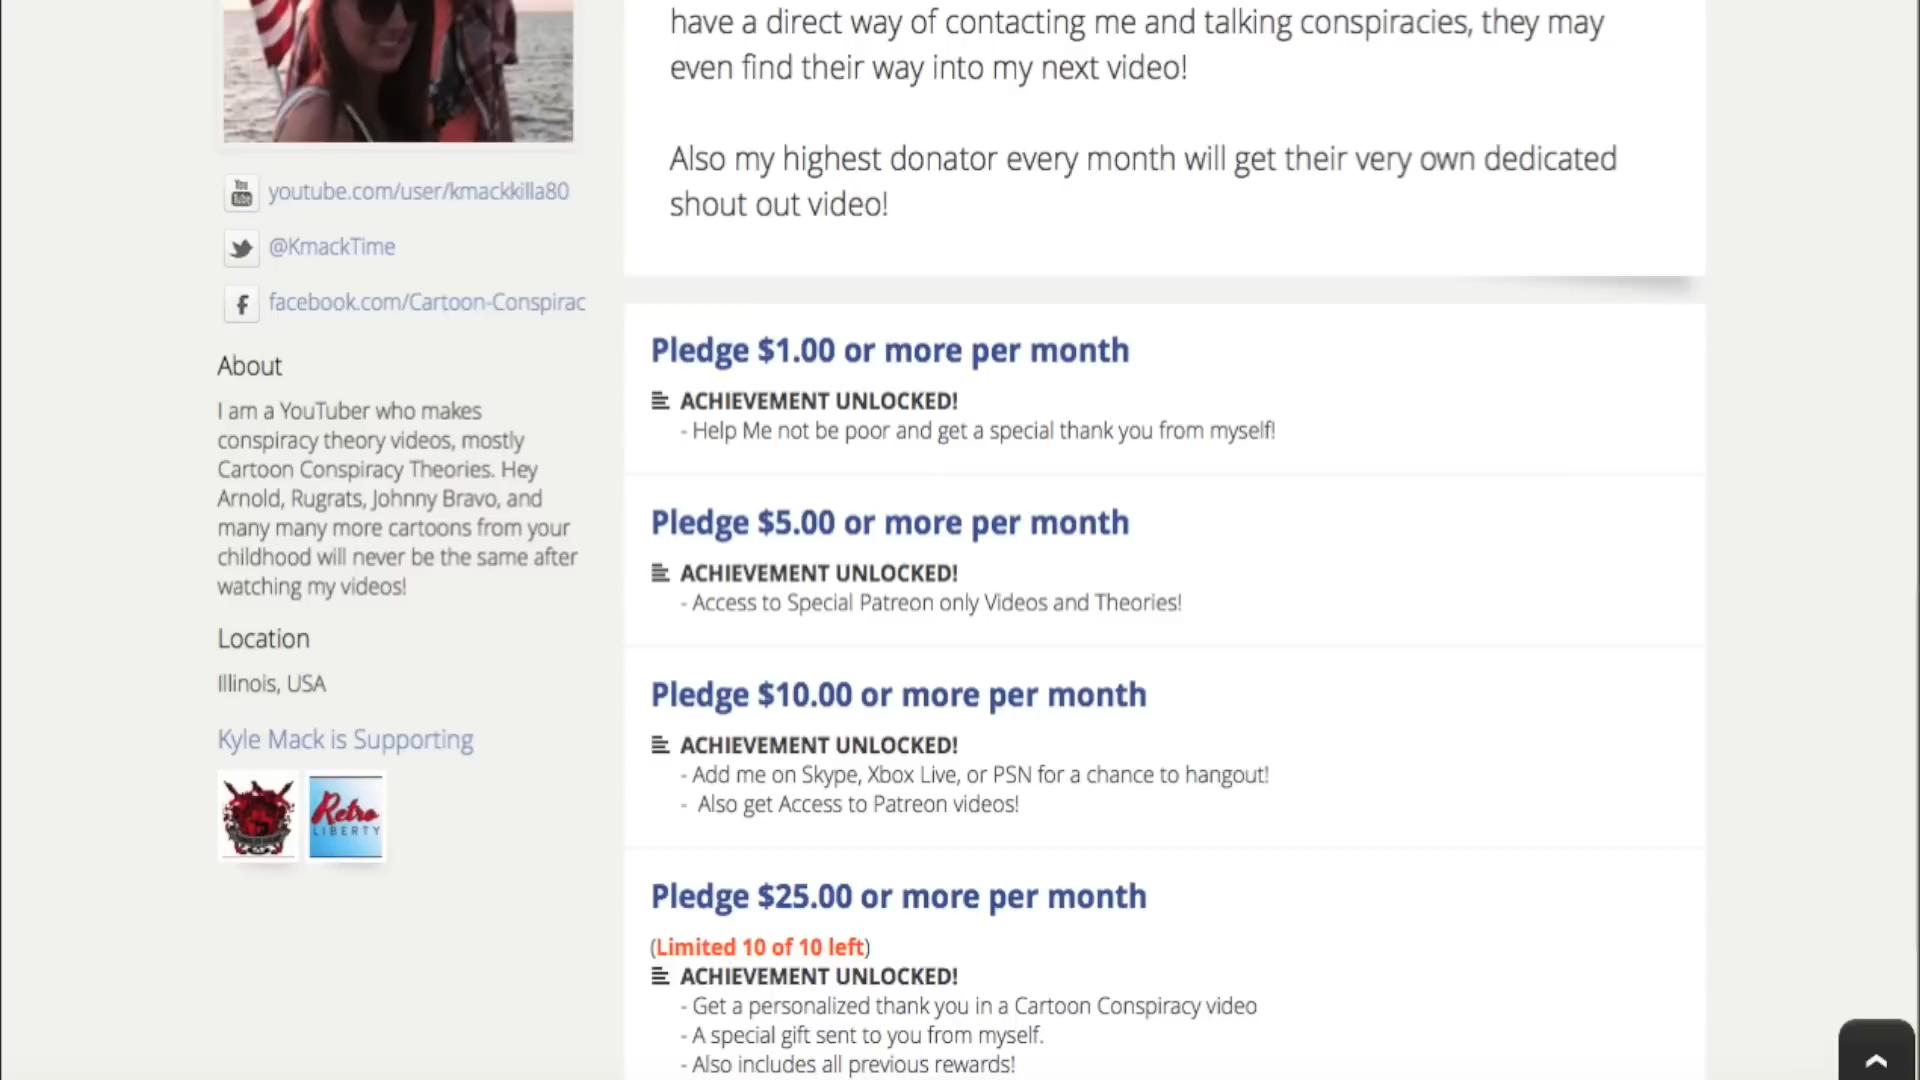 have a direct way of contacting me and talking conspiracies, they may
even find their way into my next video!
Also my highest donator every month will get their very own dedicated
shout out video!
You
Tube
youtube.com/user/kmackkilla80
@KmackTime
facebook.com/Cartoon-Conspirac
About
I am a YouTuber who makes
conspiracy theory videos, mostly
Cartoon Conspiracy Theories. Hey
Arnold, Rugrats, Johnny Bravo, and
many many more cartoons from your
childhood will never be the same after
watching my videos!
Location
Illinois, USA
Kyle Mack is Supporting
Retro
LIBERTY
Pledge $1.00 or more per month
ACHIEVEMENT UNLOCKED!
- Help Me not be poor and get a special thank you from myself!
Pledge $5.00 or more per month
ACHIEVEMENT UNLOCKED!
- Access to Special Patreon only Videos and Theories!
Pledge $10.00 or more per month
ACHIEVEMENT UNLOCKED!
- Add me on Skype, Xbox Live, or PSN for a chance to hangout!
- Also get Access to Patreon videos!
Pledge $25.00 or more per month
(Limited 10 of 10 left)
ACHIEVEMENT UNLOCKED!
- Get a personalized thank you in a Cartoon Conspiracy video
- A special gift sent to you from myself.
- Also includes all previous rewards!